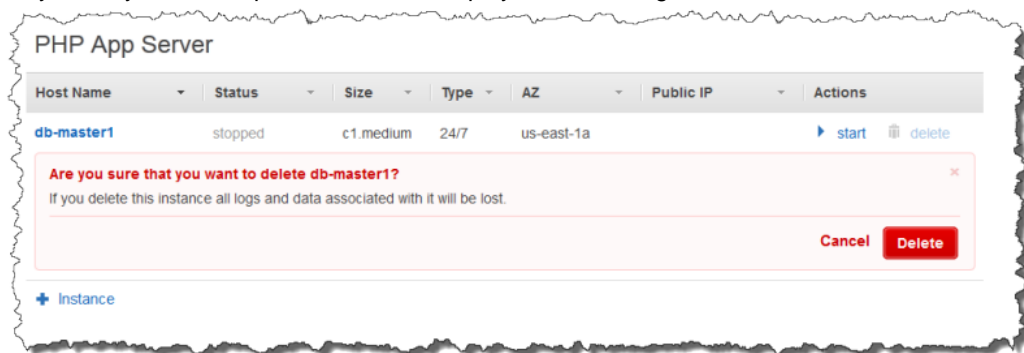 PHP App Server
Host Name Status Size Type AZ Public IP Actions
db-master1 stopped c1.medium 24/7 us-east-1a start delete
Are you sure that you want to delete db-master1? ×
If you delete this instance all logs and data associated with it will be lost.
Cancel Delete
+ Instance